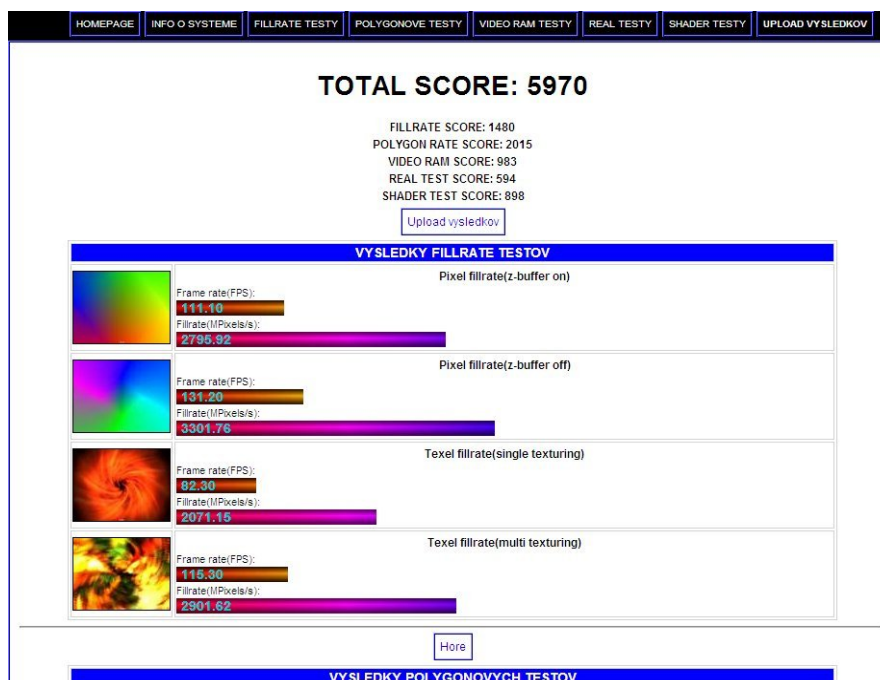 HOMEPAGE INFO O SYSTEME FILLRATE TESTY POLYGONOVE TESTY VIDEO RAM TESTY REAL TESTY SHADER TESTY UPLOAD VYSLEDKOV
TOTAL SCORE: 5970
FILLRATE SCORE: 1480
POLYGON RATE SCORE: 2015
VIDEO RAM SCORE: 983
REAL TEST SCORE: 594
SHADER TEST SCORE: 898
Upload vysledkov
VYSLEDKY FILLRATE TESTOV
Pixel fillrate(z-buffer on)
Frame rate(FPS):
111.10
Fillrate(MPixels/s):
2795.92
Pixel fillrate(z-buffer off)
Frame rate(FPS):
131.20
Fillrate(MPixels/s):
3301.76
Texel fillrate(single texturing)
Frame rate(FPS):
82.30
Fillrate(MPixels/s):
2071.15
Texel fillrate(multi texturing)
Frame rate(FPS):
115.30
Fillrate(MPixels/s):
2901.62
Hore
VYSLEDKY POLYGONOVYCH TESTOV